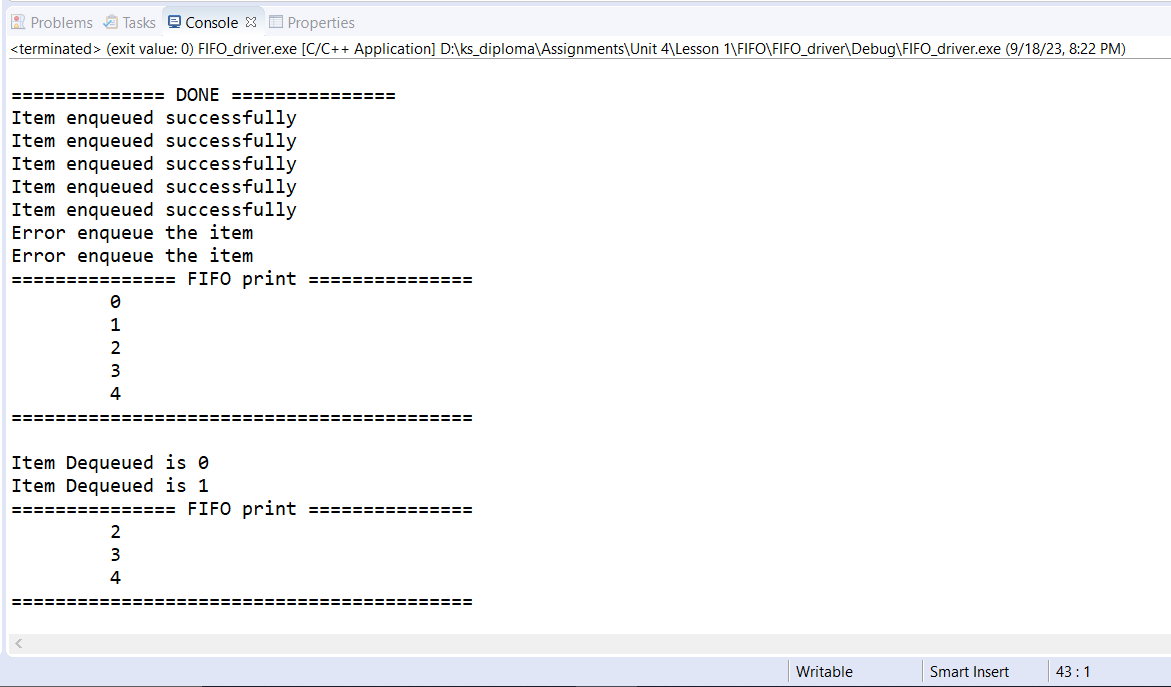 Problems Tasks Console Properties
<terminated> (exit value: 0) FIFO_driver.exe [C/C++ Application] D:\ks_diploma\Assignments\Unit 4\Lesson 1\FIFO\FIFO_driver\Debug\FIFO_driver.exe (9/18/23, 8:22 PM)
============== DONE ===============
Item enqueued successfully
Item enqueued successfully
Item enqueued successfully
Item enqueued successfully
Item enqueued successfully
Error enqueue the item
Error enqueue the item
=============== FIFO print ===============
0
1
2
3
4
==========================================
Item Dequeued is 0
Item Dequeued is 1
=============== FIFO print ===============
2
3
4
==========================================
Writable Smart Insert 43 : 1